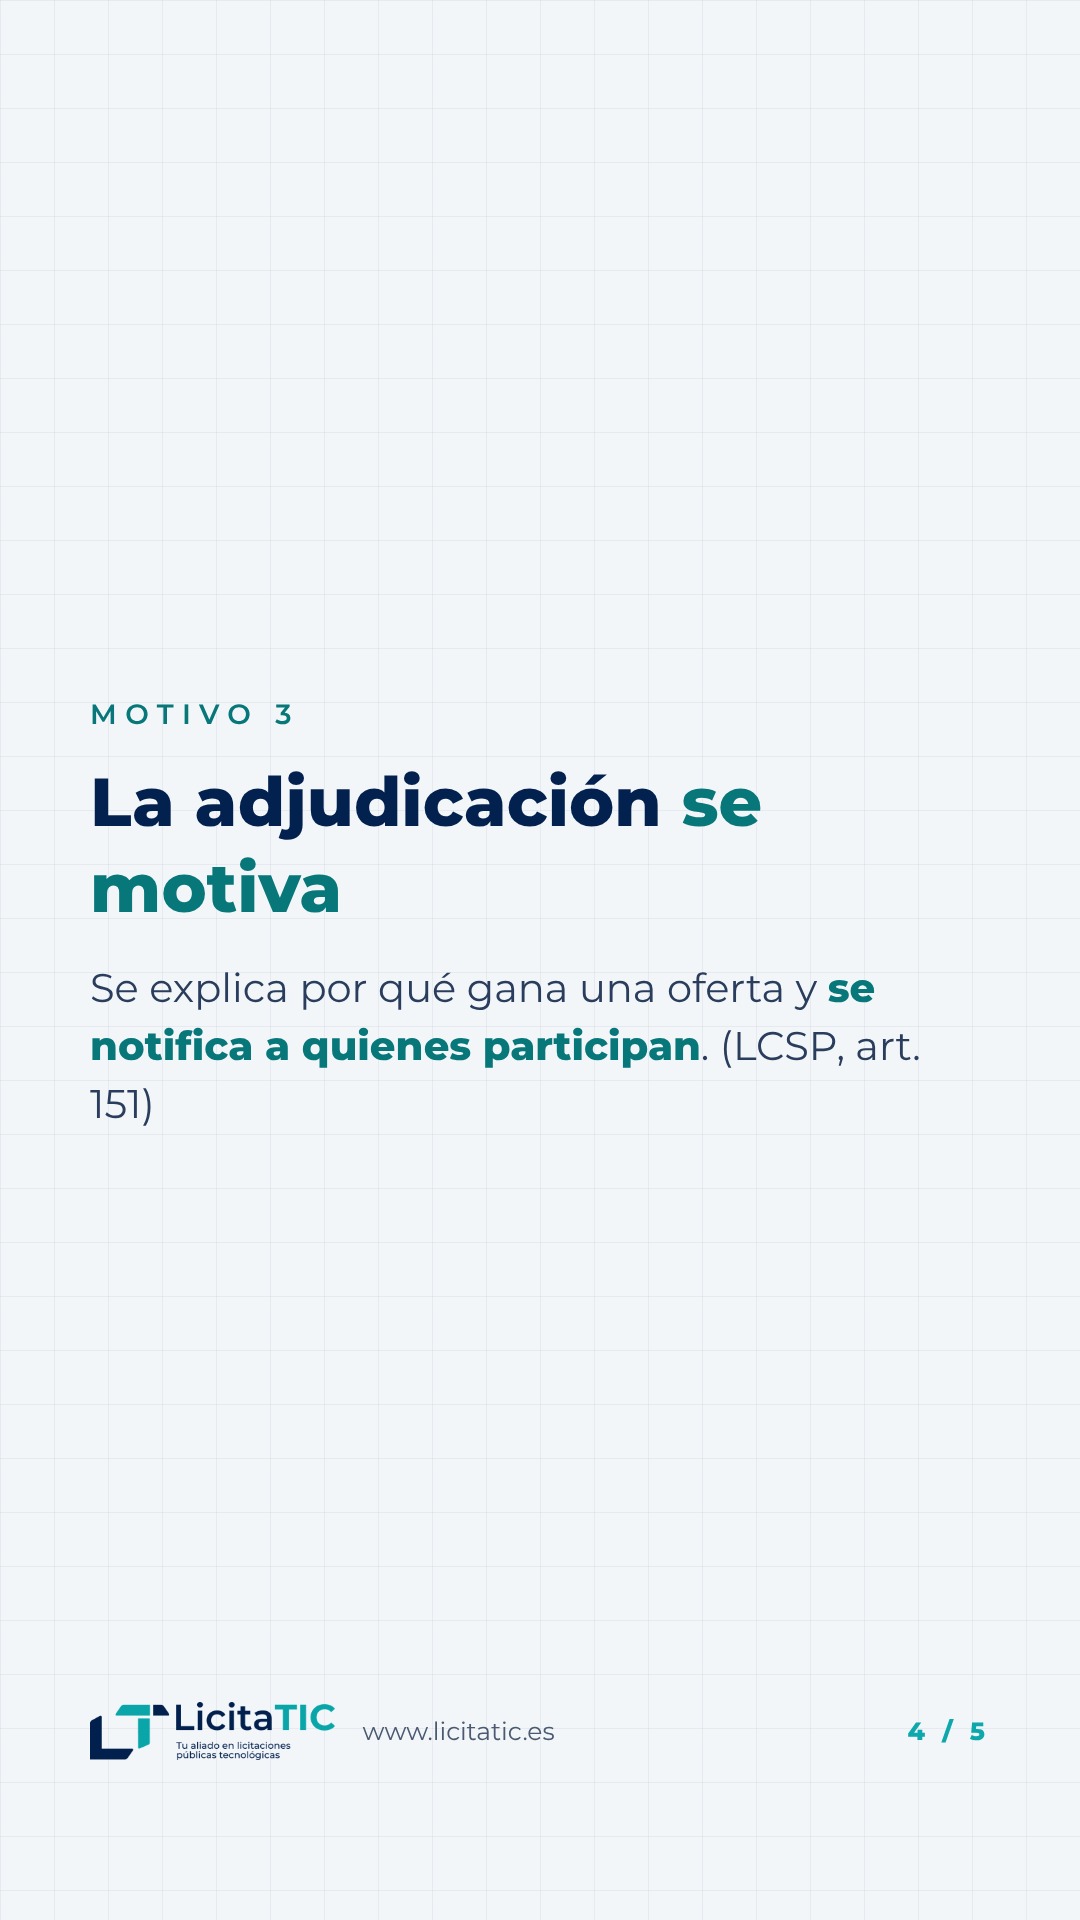 MOTIVO 3
La adjudicación se
motiva
Se explica por qué gana una oferta y se
notifica a quienes participan. (LCSP, art.
151)
LicitaTIC
Tu aliado en licitaciones
públicas tecnológicas
www.licitatic.es
4 / 5